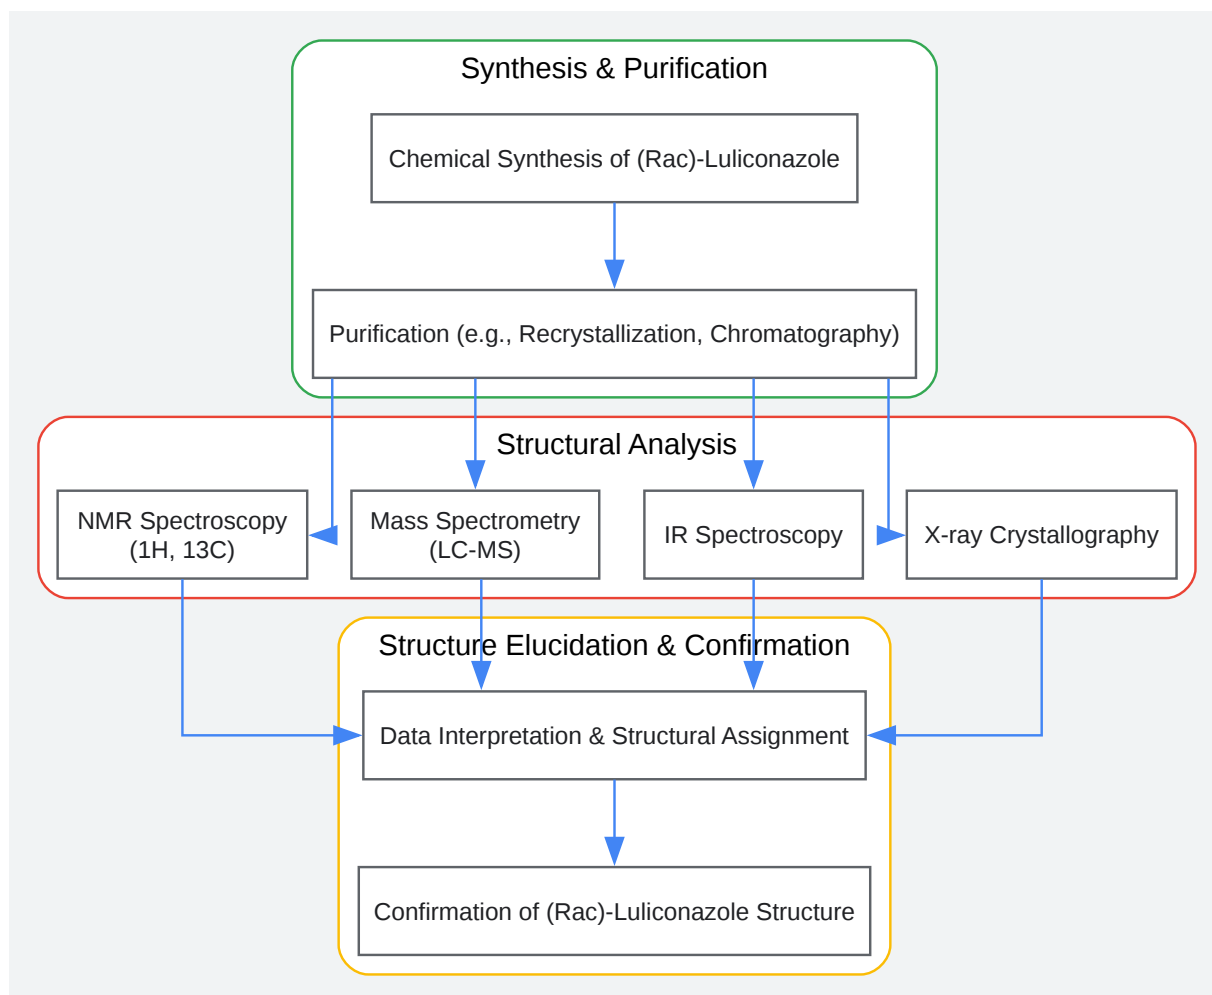 Synthesis & Purification
Chemical Synthesis of (Rac)-Luliconazole
Purification (e.g., Recrystallization, Chromatography)
Structural Analysis
NMR Spectroscopy
(1H, 13C)
Mass Spectrometry
(LC-MS)
IR Spectroscopy
X-ray Crystallography
Structure Elucidation & Confirmation
Data Interpretation & Structural Assignment
Confirmation of (Rac)-Luliconazole Structure